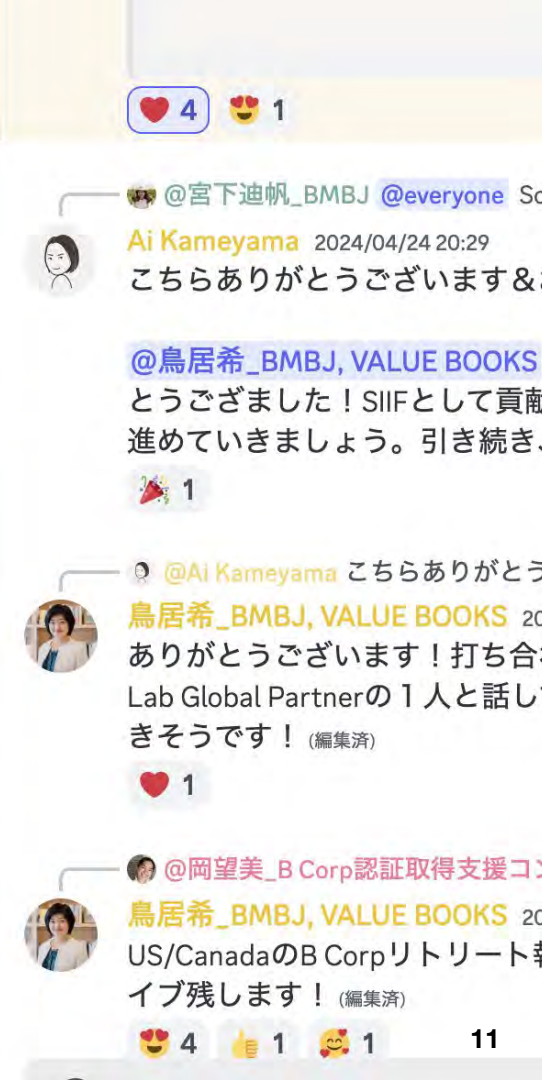 4 1
@宮下迪帆_BMBJ @everyone
Ai Kameyama 2024/04/24 20:29
こちらありがとうございます&
@鳥居希_BMBJ, VALUE BOOKS
とうござました!SIIFとして貢献
進めていきましょう。引き続き、
1
@Ai Kameyama こちらありがとう
鳥居希_BMBJ, VALUE BOOKS 20
ありがとうございます!打ち合
Lab Global Partnerの1人と話し
きそうです! (編集済)
1
@岡望美_B Corp認証取得支援コン
鳥居希_BMBJ, VALUE BOOKS 20
US/CanadaのB Corpリトリート
イブ残します! (編集済)
4 1 1 11